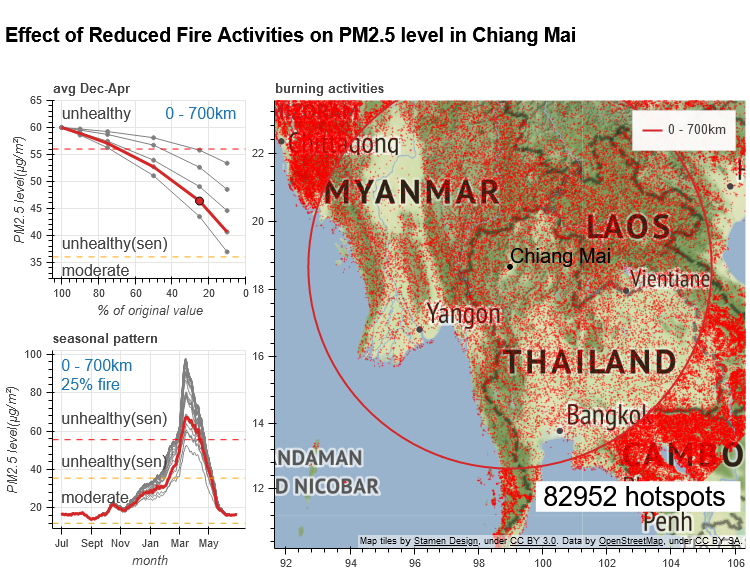 Effect of Reduced Fire Activities on PM2.5 level in Chiang Mai
avg Dec-Apr
65
60
55
50
45
40
35
PM2.5 level(μg/m²)
unhealthy
0 - 700km
unhealthy(sen)
moderate
100 80 60 40 20 0
% of original value
seasonal pattern
100
80
60
40
20
PM2.5 level(μg/m²)
0 - 700km
25% fire
unhealthy(sen)
unhealthy(sen)
moderate
Jul Sept Nov Jan Mar May
month
burning activities
0 - 700km
22
20
18
16
14
12
Chittagong
MYANMAR
LAOS
Chiang Mai
Vientiane
Yangon
THAILAND
Bangkok
NDAMAN
D NICOBAR
CAMBO
82952 hotspots
Penh
Map tiles by Stamen Design, under CC BY 3.0. Data by OpenStreetMap, under CC BY SA.
92 94 96 98 100 102 104 106